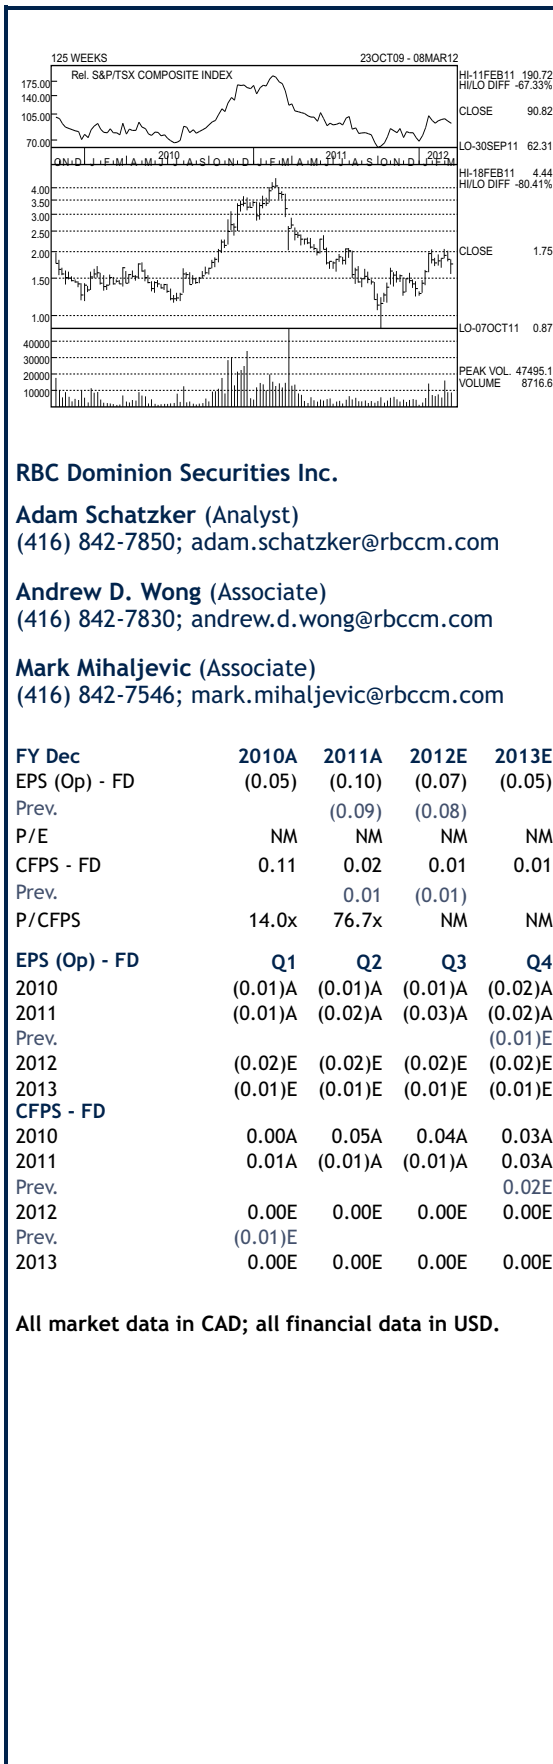 125 WEEKS 23OCT09 - 08MAR12
Rel. S&P/TSX COMPOSITE INDEX
HI-11FEB11 190.72
HI/LO DIFF -67.33%
175.00
140.00
105.00
CLOSE 90.82
70.00
LO-30SEP11 62.31
2010 2011 2012
O N D J F M A M J J A S O N D J F M A M J J A S O N D J F M
HI-18FEB11 4.44
HI/LO DIFF -80.41%
4.00
3.50
3.00
2.50
2.00
CLOSE 1.75
1.50
1.00
LO-07OCT11 0.87
40000
30000
20000
10000
PEAK VOL. 47495.1
VOLUME 8716.6
RBC Dominion Securities Inc.
Adam Schatzker (Analyst)
(416) 842-7850; adam.schatzker@rbccm.com
Andrew D. Wong (Associate)
(416) 842-7830; andrew.d.wong@rbccm.com
Mark Mihaljevic (Associate)
(416) 842-7546; mark.mihaljevic@rbccm.com
FY Dec 2010A 2011A 2012E 2013E
EPS (Op) - FD (0.05) (0.10) (0.07) (0.05)
Prev. (0.09) (0.08)
P/E NM NM NM NM
CFPS - FD 0.11 0.02 0.01 0.01
Prev. 0.01 (0.01)
P/CFPS 14.0x 76.7x NM NM
EPS (Op) - FD Q1 Q2 Q3 Q4
2010 (0.01)A (0.01)A (0.01)A (0.02)A
2011 (0.01)A (0.02)A (0.03)A (0.02)A
Prev. (0.01)E
2012 (0.02)E (0.02)E (0.02)E (0.02)E
2013 (0.01)E (0.01)E (0.01)E (0.01)E
CFPS - FD
2010 0.00A 0.05A 0.04A 0.03A
2011 0.01A (0.01)A (0.01)A 0.03A
Prev. 0.02E
2012 0.00E 0.00E 0.00E 0.00E
Prev. (0.01)E
2013 0.00E 0.00E 0.00E 0.00E
All market data in CAD; all financial data in USD.